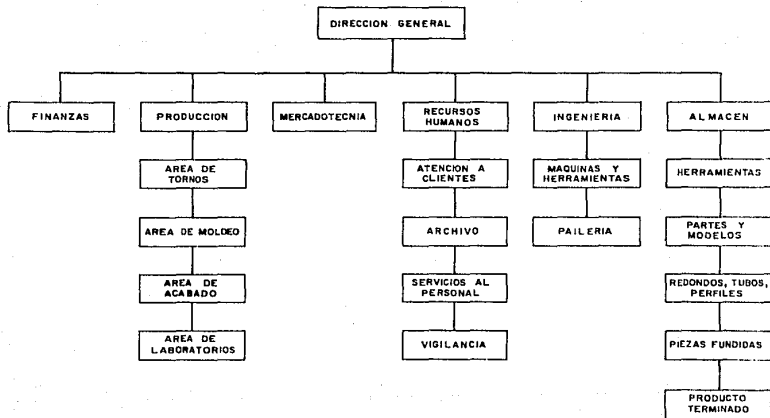 DIRECCION GENERAL
FINANZAS
PRODUCCION
MERCADOTECNIA
RECURSOS
HUMANOS
INGENIERIA
ALMACEN
AREA DE
TORNOS
ATENCION A
CLIENTES
MAQUINAS Y
HERRAMIENTAS
HERRAMIENTAS
AREA DE MOLDEO
ARCHIVO
PAILERIA
PARTES Y
MODELOS
AREA DE
ACABADO
SERVICIOS AL
PERSONAL
REDONDOS, TUBOS,
PERFILES
AREA DE
LABORATORIOS
VIGILANCIA
PIEZAS FUNDIDAS
PRODUCTO
TERMINADO